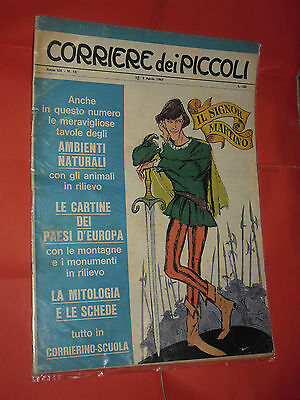 CORRIERE dei PICCOLI
Anche
in questo numero
le meravigliose
tavole degli
AMBIENTI
NATURALI
con gli animali
in rilievo
LE CARTINE
DEI
PAESI D'EUROPA
con le montagne
e i monumenti
in rilievo
LA MITOLOGIA
E LE SCHEDE
tutto in
CORRIERINO-SCUOLA
IL SIGNOR
MARTINO